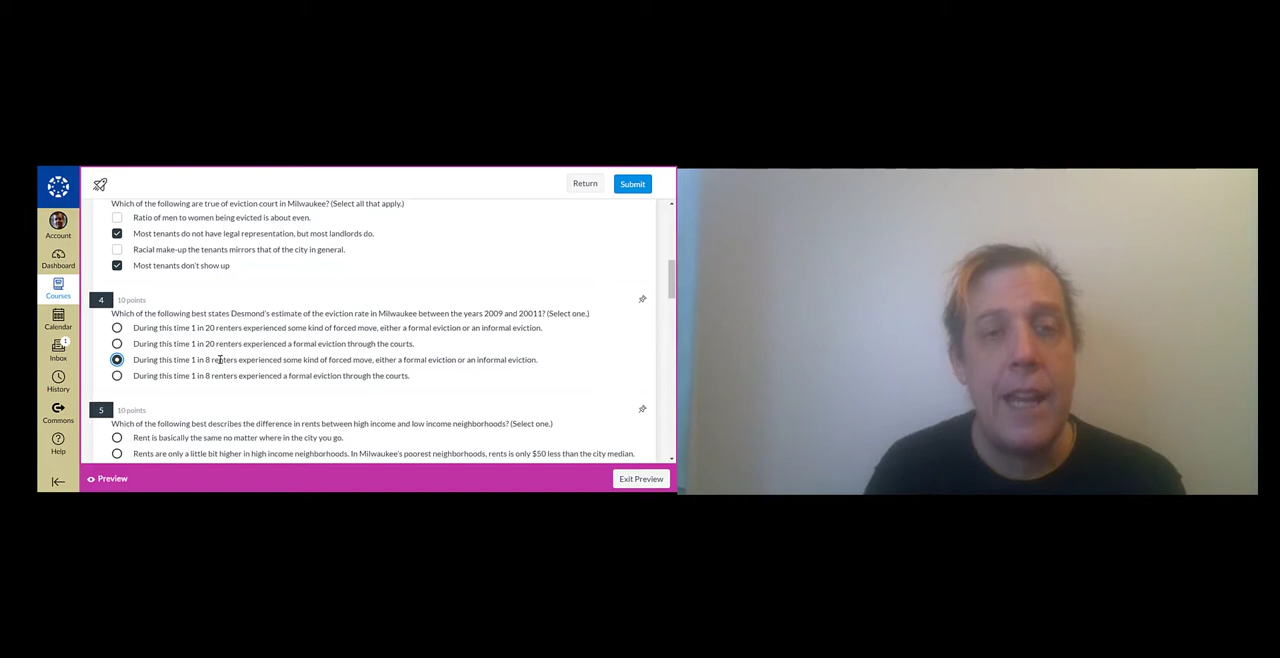 Return
Submit
Account
Dashboard
Courses
Calendar
1
Inbox
History
Commons
Help
Which of the following are true of eviction court in Milwaukee? (Select all that apply.)
Ratio of men to women being evicted is about even.
Most tenants do not have legal representation, but most landlords do.
Racial make-up the tenants mirrors that of the city in general.
Most tenants don't show up
4
10 points
Which of the following best states Desmond's estimate of the eviction rate in Milwaukee between the years 2009 and 20011? (Select one.)
During this time 1 in 20 renters experienced some kind of forced move, either a formal eviction or an informal eviction.
During this time 1 in 20 renters experienced a formal eviction through the courts.
During this time 1 in 8 renters experienced some kind of forced move, either a formal eviction or an informal eviction.
During this time 1 in 8 renters experienced a formal eviction through the courts.
5
10 points
Which of the following best describes the difference in rents between high income and low income neighborhoods? (Select one.)
Rent is basically the same no matter where in the city you go.
Rents are only a little bit higher in high income neighborhoods. In Milwaukee's poorest neighborhoods, rents is only $50 less than the city median.
Preview
Exit Preview